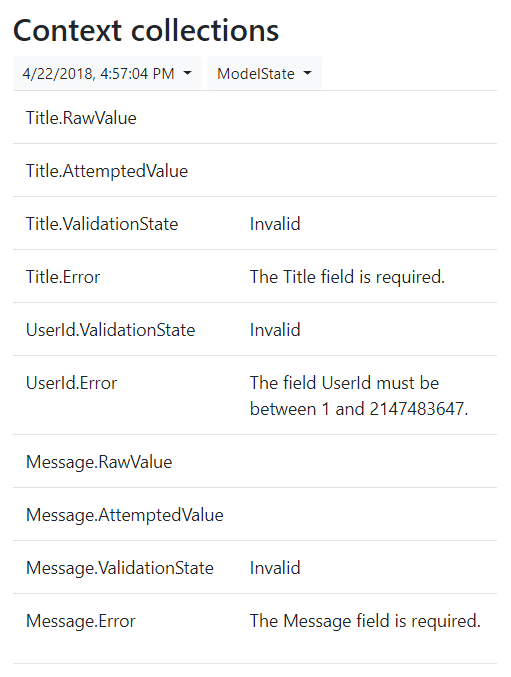 Context collections
4/22/2018, 4:57:04 PM ModelState
Title.RawValue
Title.AttemptedValue
Title.ValidationState Invalid
Title.Error The Title field is required.
UserId.ValidationState Invalid
UserId.Error The field UserId must be
between 1 and 2147483647.
Message.RawValue
Message.AttemptedValue
Message.ValidationState Invalid
Message.Error The Message field is required.